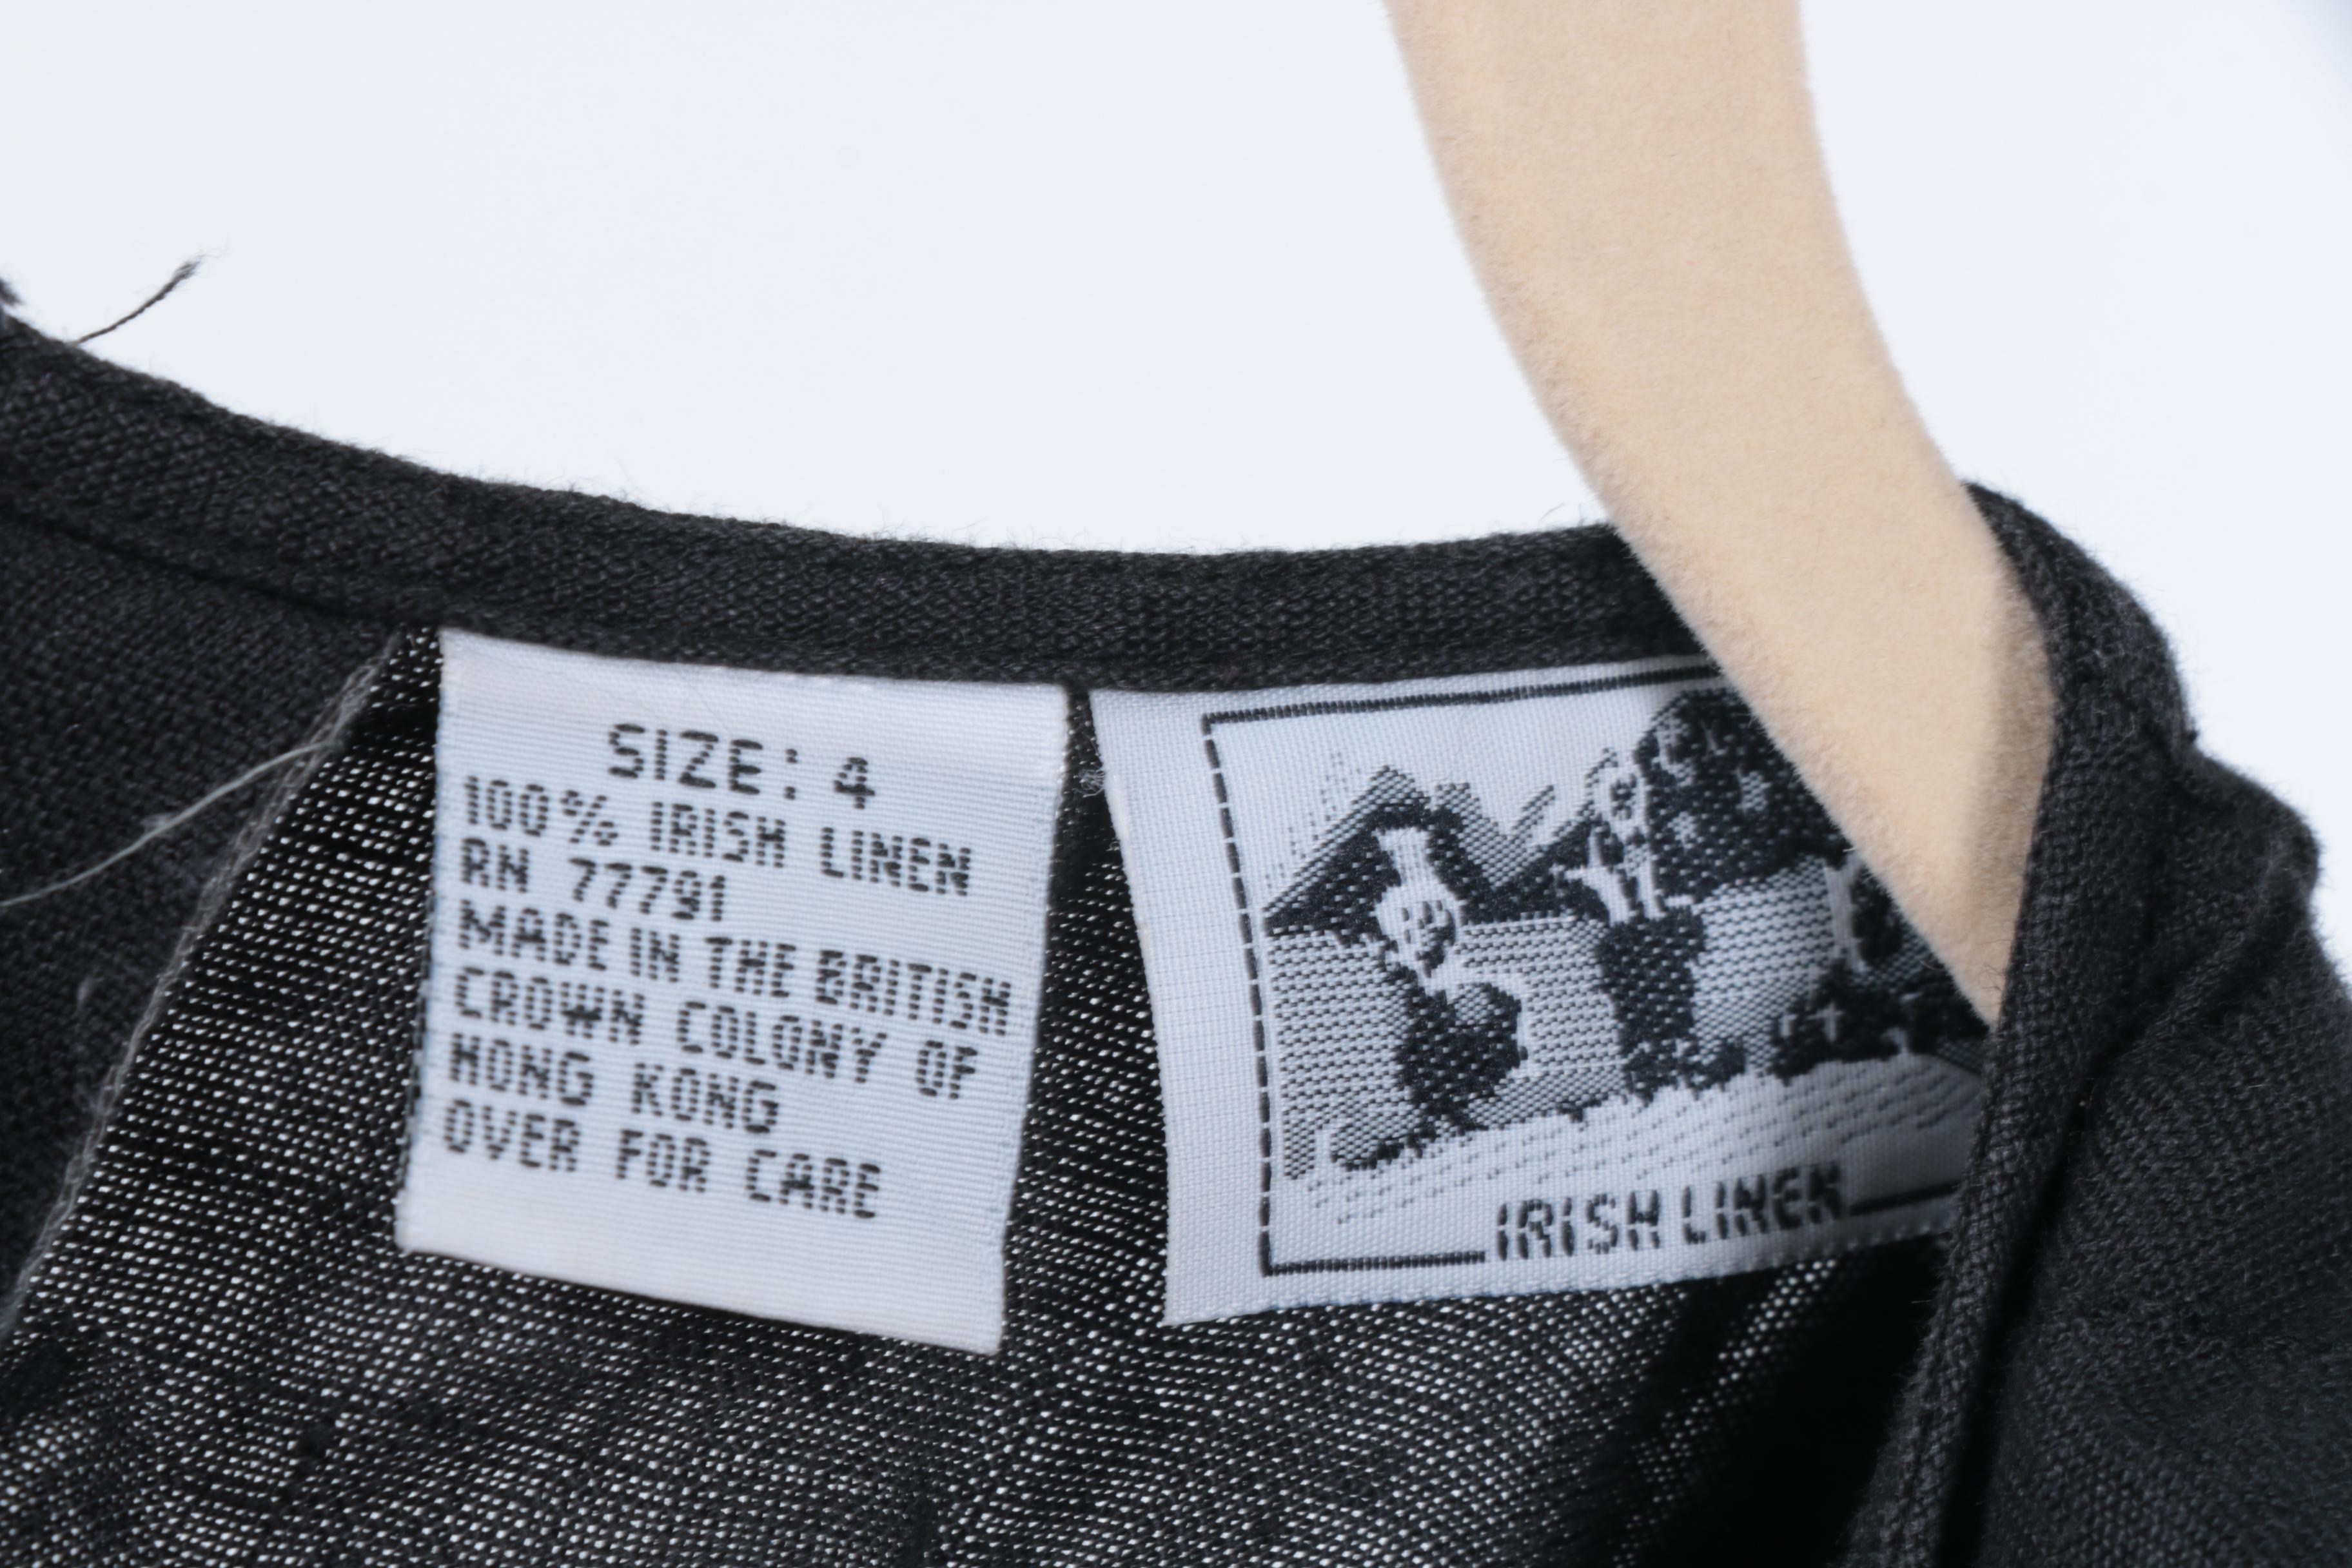 SIZE: 4
100% IRISH LINEN
RN 77791
MADE IN THE BRITISH
CROWN COLONY OF
HONG KONG
OVER FOR CARE
IRISH LINEN